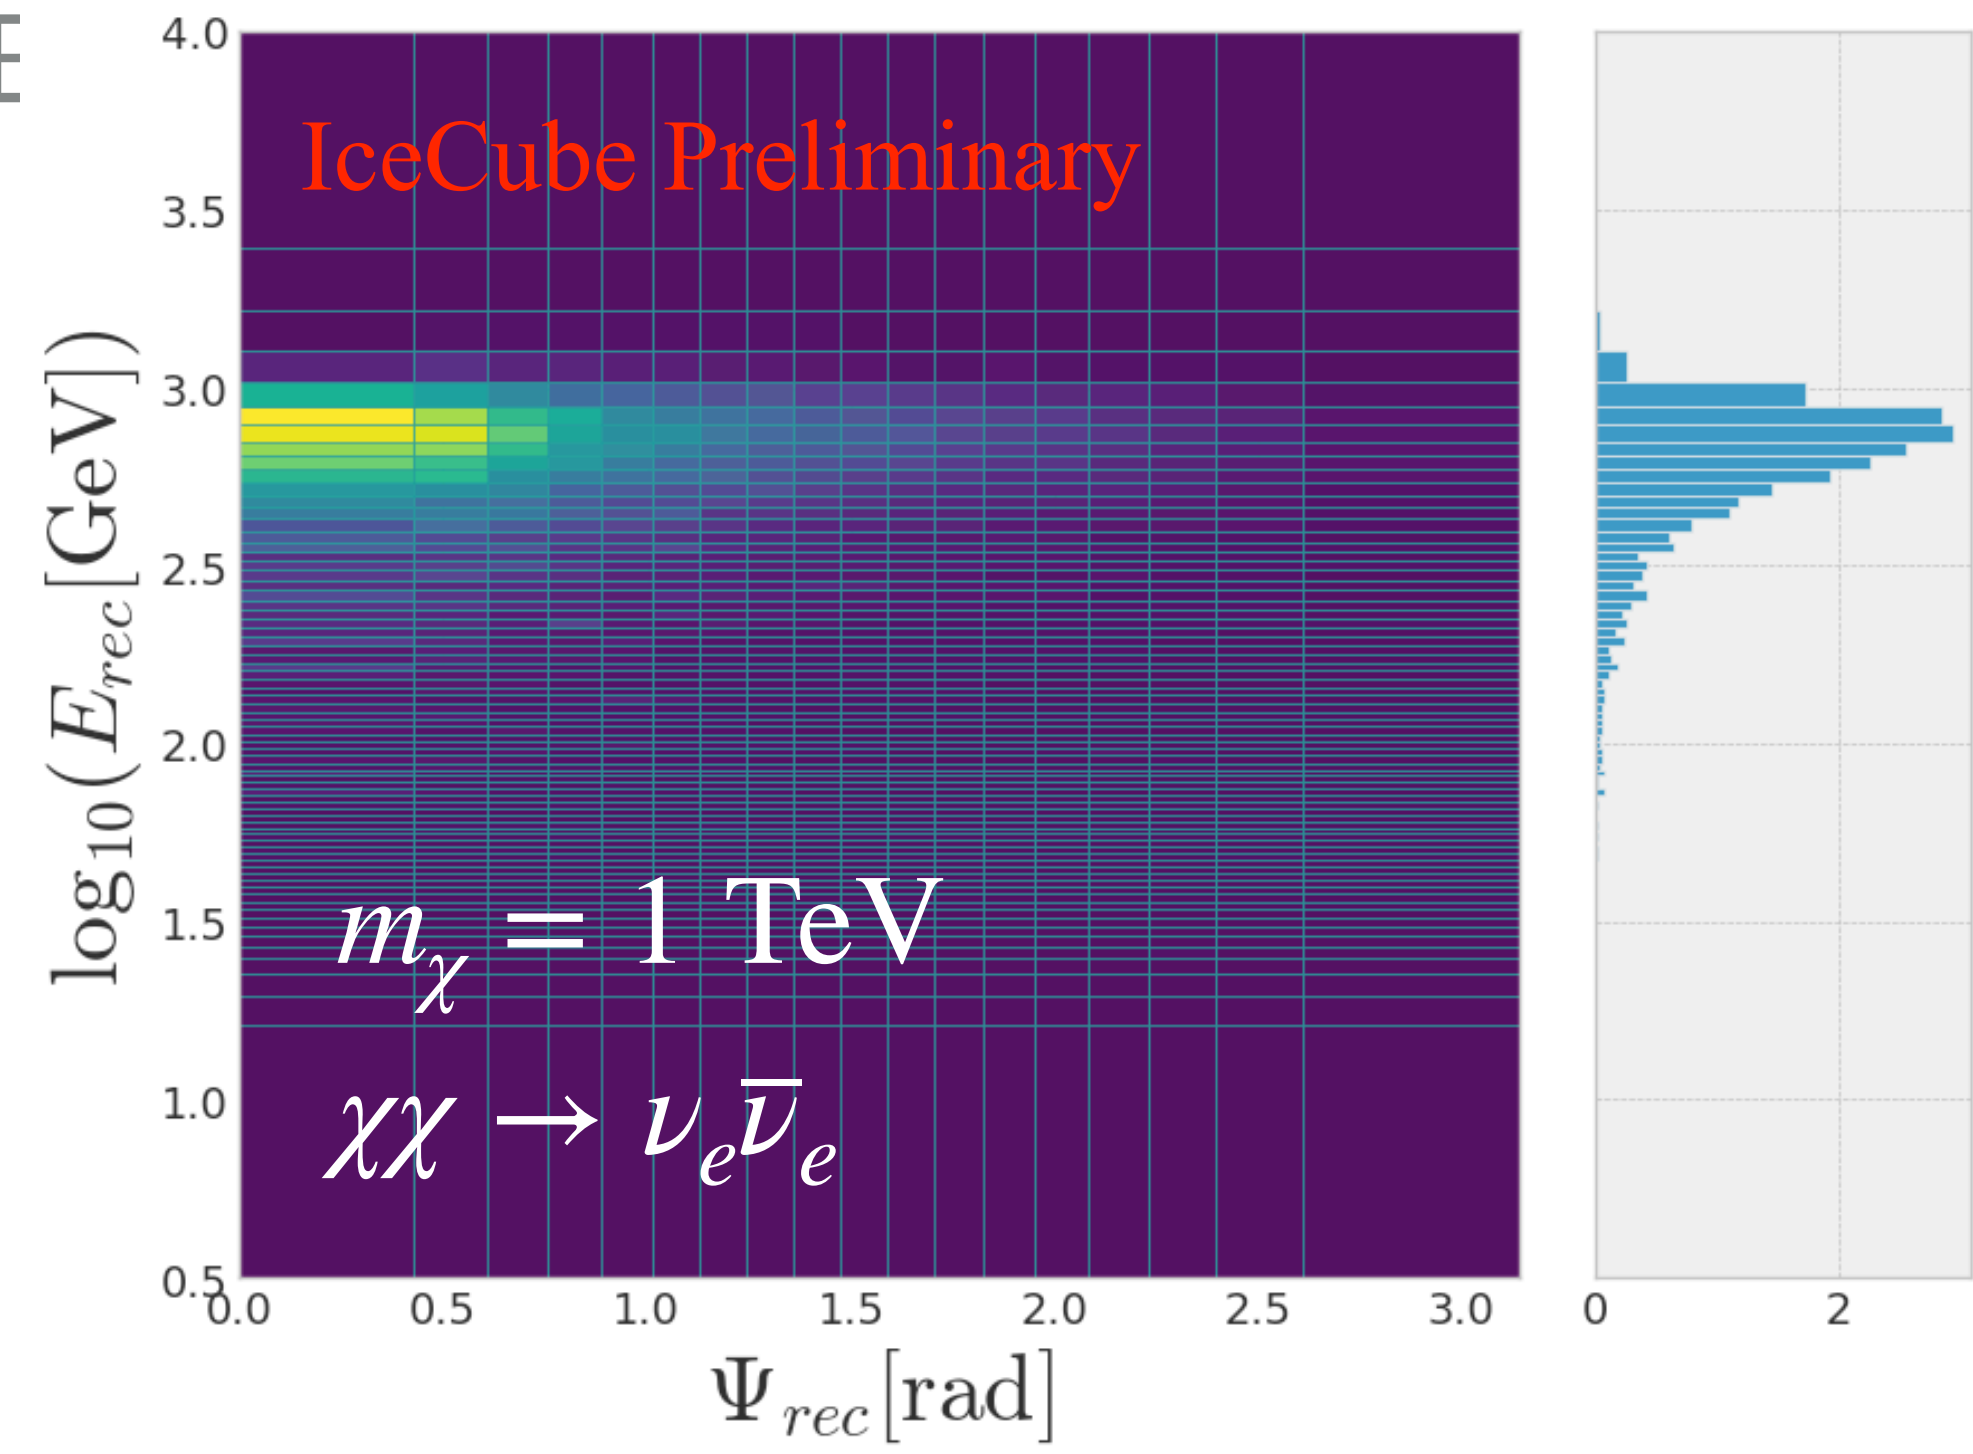 IceCube Preliminary
m_χ = 1 TeV
χχ → ν_e ν̄_e
log₁₀(E_rec[GeV])
4.0
3.5
3.0
2.5
2.0
1.5
1.0
0.5
0.0 0.5 1.0 1.5 2.0 2.5 3.0
Ψ_rec[rad]
0 2